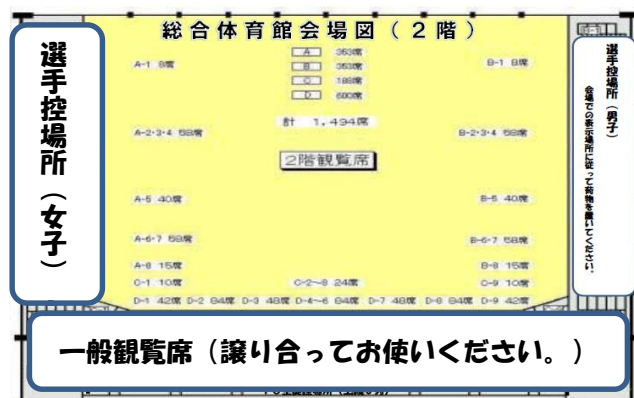 総合体育館会場図(2階)
選手控場所(女子)
選手控場所(男子)
会場での表示場所に従って荷物を置いてください。
A 353席
B 353席
C 188席
D 600席
計 1,494席
2階観覧席
A-1 8席
B-1 8席
A-2・3・4 58席
B-2・3・4 58席
A-5 40席
B-5 40席
A-6・7 58席
B-6・7 58席
A-8 15席
B-8 15席
C-1 10席
C-2~8 24席
C-9 10席
D-1 42席 D-2 84席 D-3 48席 D-4~6 84席 D-7 48席 D-8 84席 D-9 42席
一般観覧席(譲り合ってお使いください。)